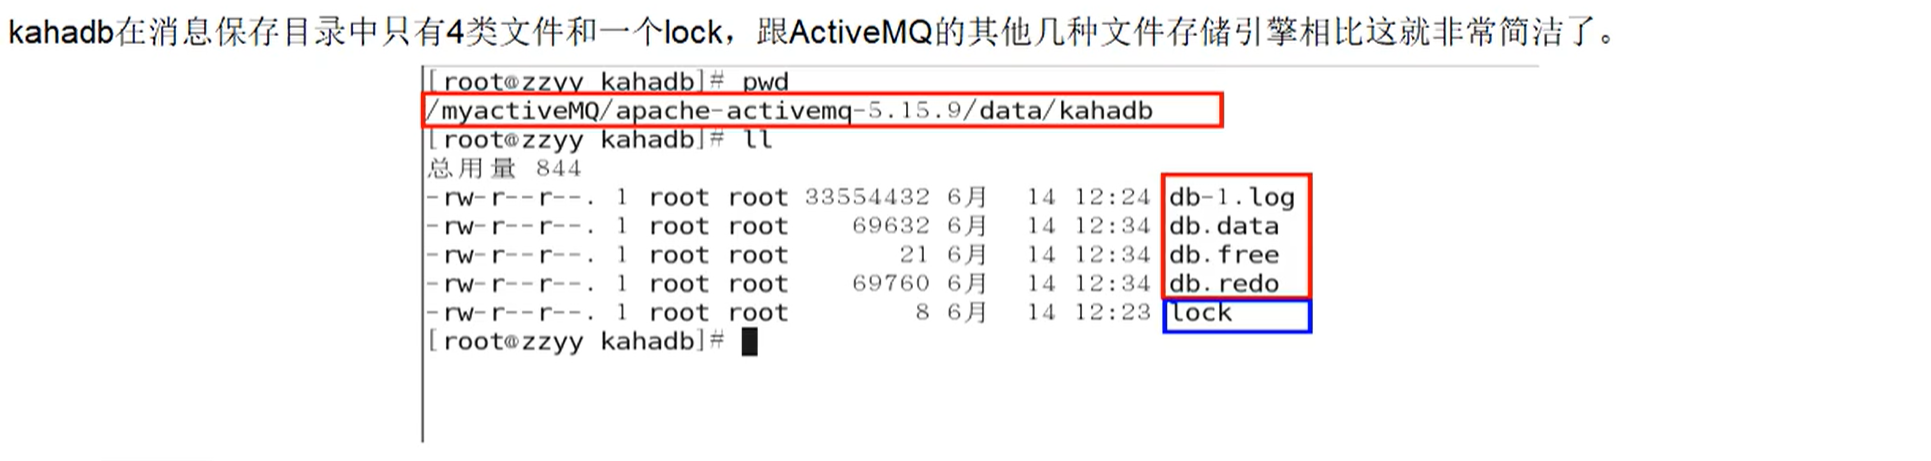 kahadb在消息保存目录中只有4类文件和一个lock，跟ActiveMQ的其他几种文件存储引擎相比这就非常简洁了。
[root@zzyy kahadb]# pwd
/myactiveMQ/apache-activemq-5.15.9/data/kahadb
[root@zzyy kahadb]# ll
总用量 844
-rw-r--r--. 1 root root 33554432 6月 14 12:24 db-1.log
-rw-r--r--. 1 root root 69632 6月 14 12:34 db.data
-rw-r--r--. 1 root root 21 6月 14 12:34 db.free
-rw-r--r--. 1 root root 69760 6月 14 12:34 db.redo
-rw-r--r--. 1 root root 8 6月 14 12:23 lock
[root@zzyy kahadb]#